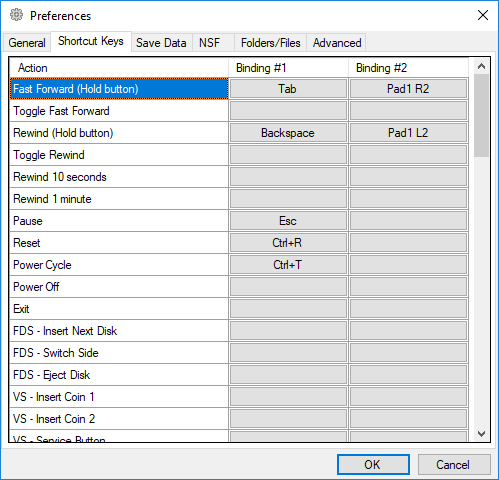 Preferences
General Shortcut Keys Save Data NSF Folders/Files Advanced
Action Binding #1 Binding #2
Fast Forward (Hold button) Tab Pad1 R2
Toggle Fast Forward
Rewind (Hold button) Backspace Pad1 L2
Toggle Rewind
Rewind 10 seconds
Rewind 1 minute
Pause Esc
Reset Ctrl+R
Power Cycle Ctrl+T
Power Off
Exit
FDS - Insert Next Disk
FDS - Switch Side
FDS - Eject Disk
VS - Insert Coin 1
VS - Insert Coin 2
VS - Service Button
OK Cancel